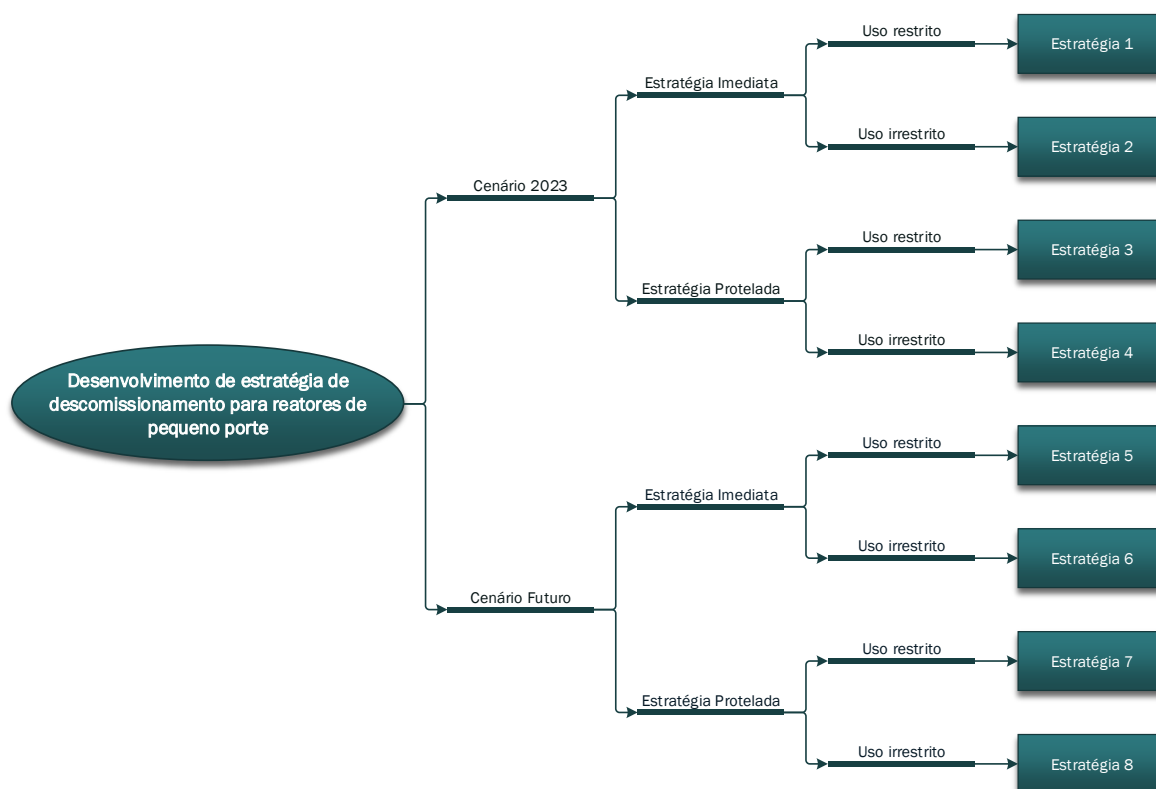 Desenvolvimento de estratégia de
descomissionamento para reatores de
pequeno porte
Cenário 2023
Estratégia Imediata
Uso restrito
Estratégia 1
Uso irrestrito
Estratégia 2
Estratégia Protelada
Uso restrito
Estratégia 3
Uso irrestrito
Estratégia 4
Cenário Futuro
Estratégia Imediata
Uso restrito
Estratégia 5
Uso irrestrito
Estratégia 6
Estratégia Protelada
Uso restrito
Estratégia 7
Uso irrestrito
Estratégia 8